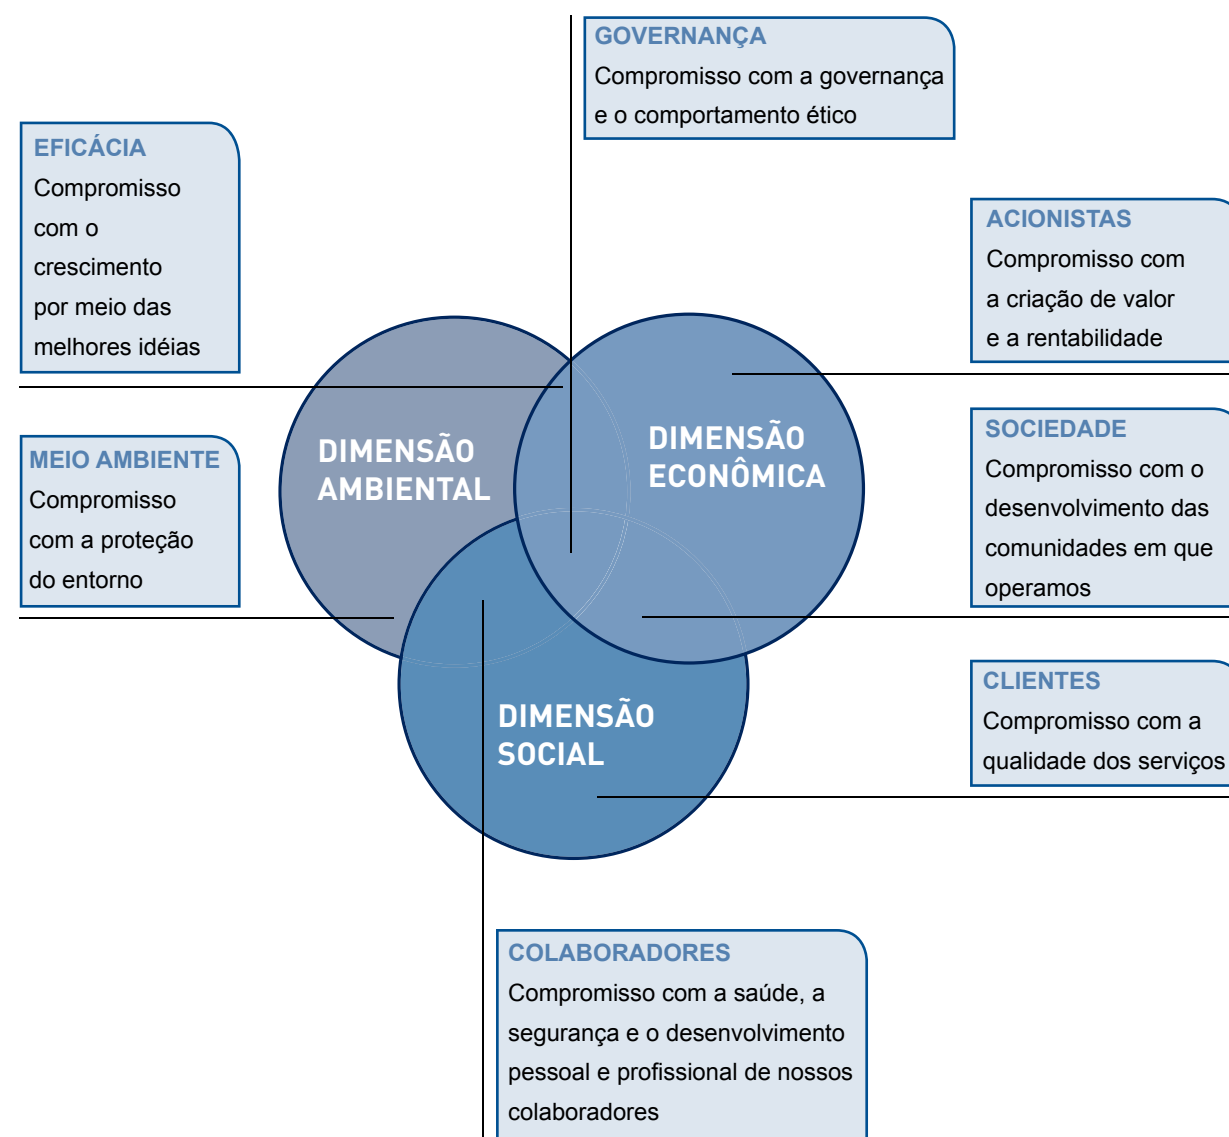 GOVERNANÇA
Compromisso com a governança
e o comportamento ético
EFICÁCIA
Compromisso
com o
crescimento
por meio das
melhores idéias
ACIONISTAS
Compromisso com
a criação de valor
e a rentabilidade
MEIO AMBIENTE
Compromisso
com a proteção
do entorno
DIMENSÃO
AMBIENTAL
DIMENSÃO
ECONÔMICA
SOCIEDADE
Compromisso com o
desenvolvimento das
comunidades em que
operamos
DIMENSÃO
SOCIAL
CLIENTES
Compromisso com a
qualidade dos serviços
COLABORADORES
Compromisso com a saúde, a
segurança e o desenvolvimento
pessoal e profissional de nossos
colaboradores